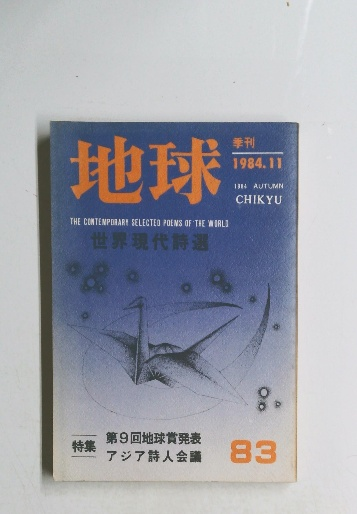 地球
季刊
1984.11
1984 AUTUMN
CHIKYU
THE CONTEMPORARY SELECTED POEMS OF THE WORLD
世界現代詩選
特集
第9回地球賞発表
アジア詩人会議
83